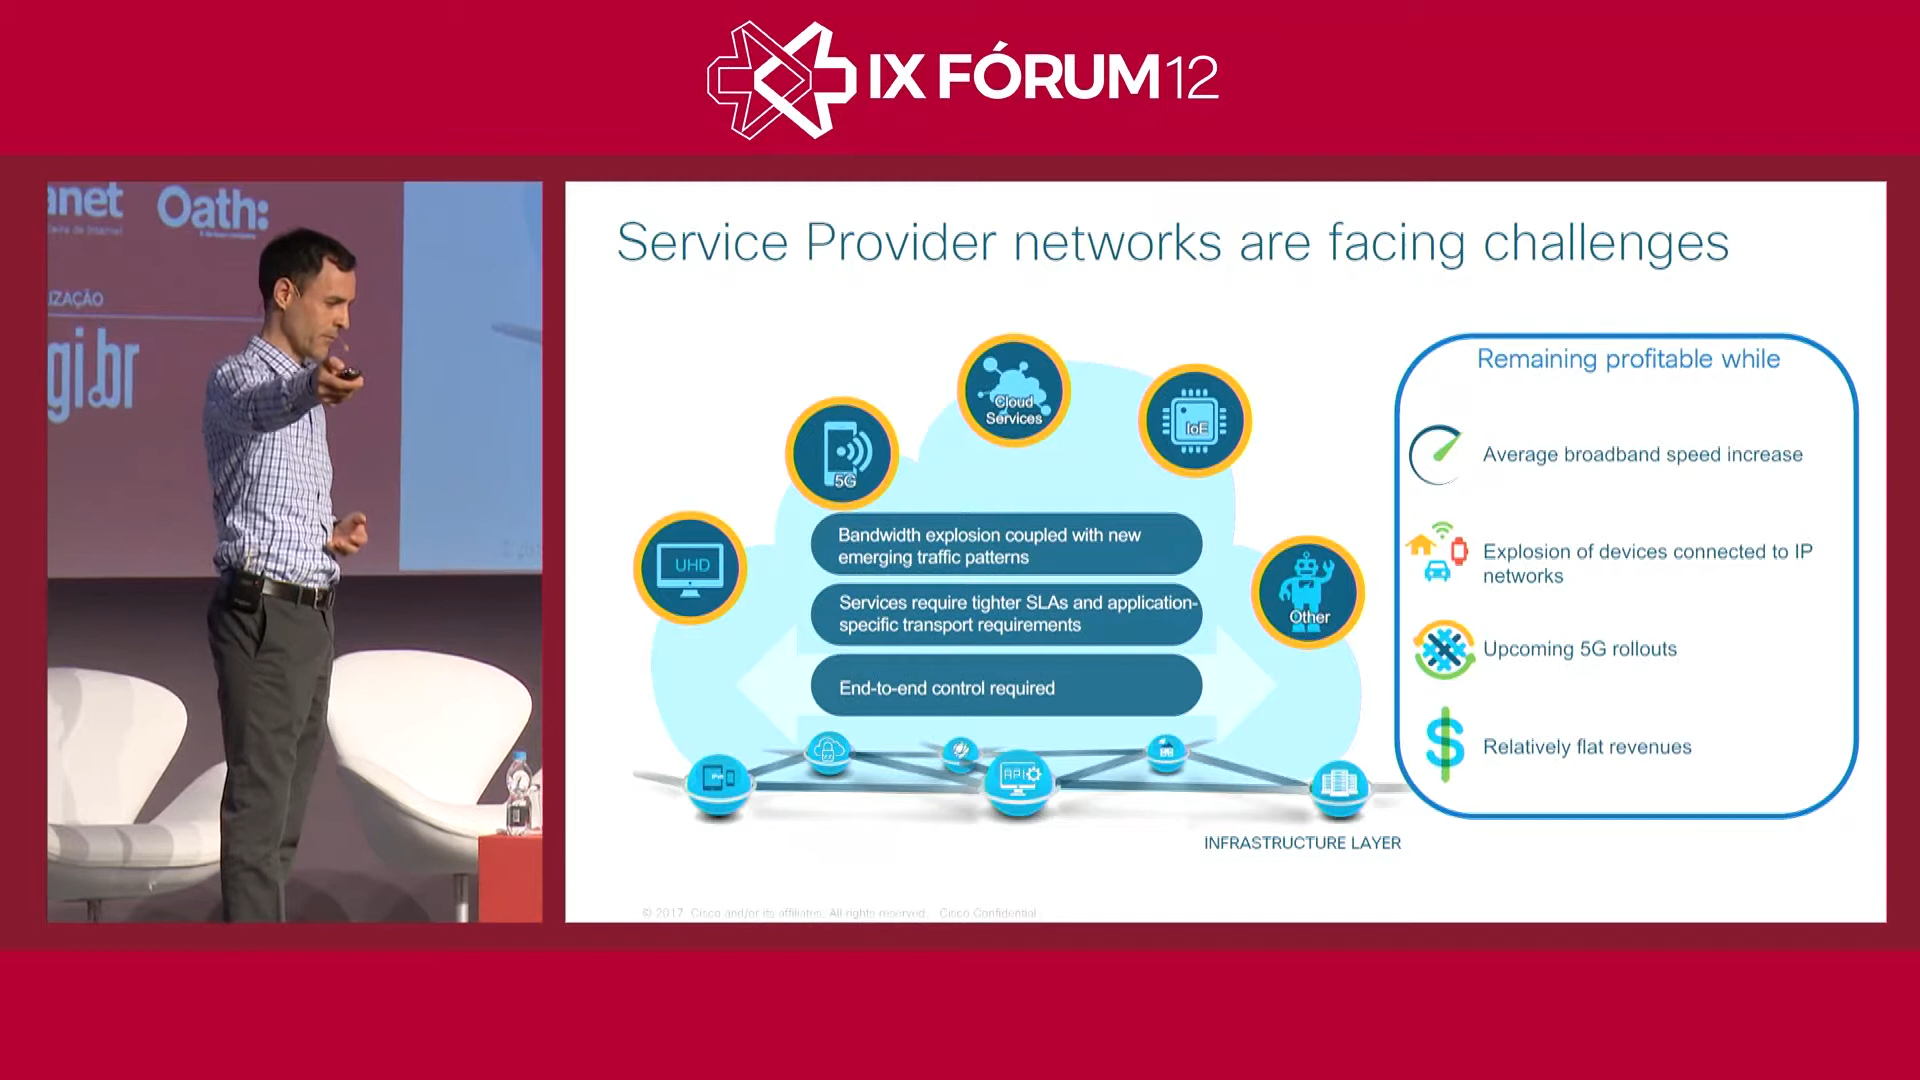 IX FÓRUM 12
anet
Oath:
IZAÇÃO
gi.br
Service Provider networks are facing challenges
Cloud
Services
IoE
5G
UHD
Other
Bandwidth explosion coupled with new
emerging traffic patterns
Services require tighter SLAs and application-
specific transport requirements
End-to-end control required
API
INFRASTRUCTURE LAYER
Remaining profitable while
Average broadband speed increase
Explosion of devices connected to IP
networks
Upcoming 5G rollouts
Relatively flat revenues
© 2017 Cisco and/or its affiliates. All rights reserved. Cisco Confidential